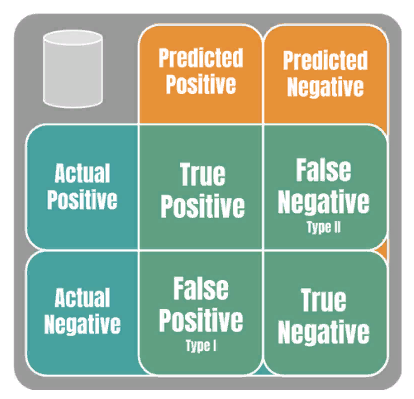 Predicted
Positive
Predicted
Negative
Actual
Positive
True
Positive
False
Negative
Type II
Actual
Negative
False
Positive
Type I
True
Negative